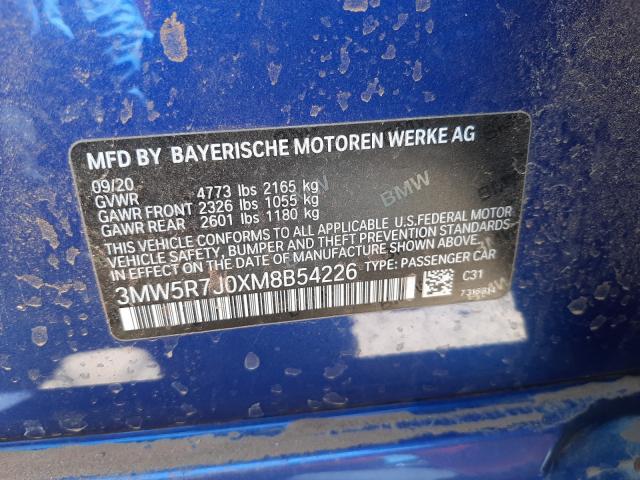 MFD BY BAYERISCHE MOTOREN WERKE AG
09/20
GVWR 4773 lbs 2165 kg
GAWR FRONT 2326 lbs 1055 kg
GAWR REAR 2601 lbs 1180 kg
BMW
THIS VEHICLE CONFORMS TO ALL APPLICABLE U.S.FEDERAL MOTOR
VEHICLE SAFETY, BUMPER AND THEFT PREVENTION STANDARDS
IN EFFECT ON THE DATE OF MANUFACTURE SHOWN ABOVE.
3MW5R7J0XM8B54226 TYPE: PASSENGER CAR
C31